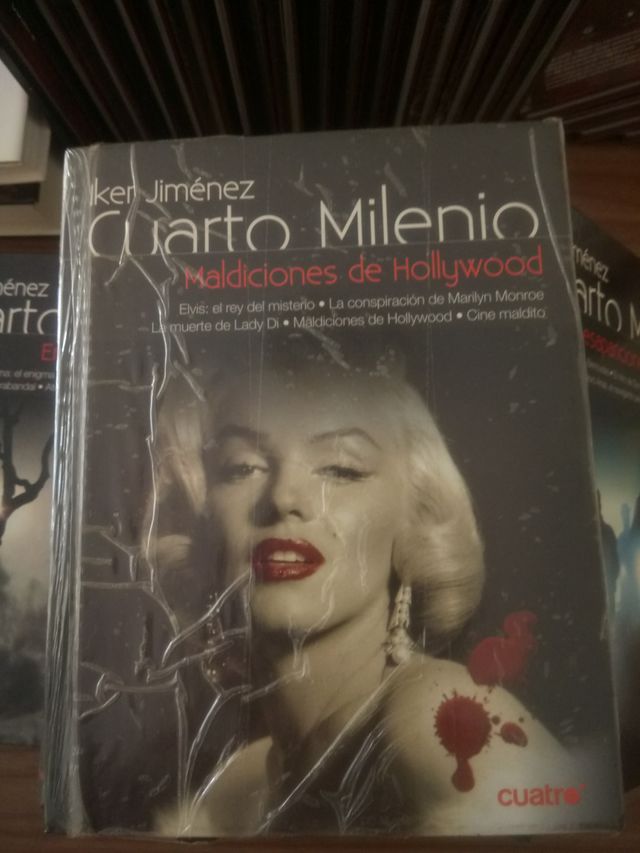 Iker Jiménez
Cuarto Milenio
Maldiciones de Hollywood
Elvis: el rey del misterio • La conspiración de Marilyn Monroe
La muerte de Lady Di • Maldiciones de Hollywood • Cine maldito
cuatro